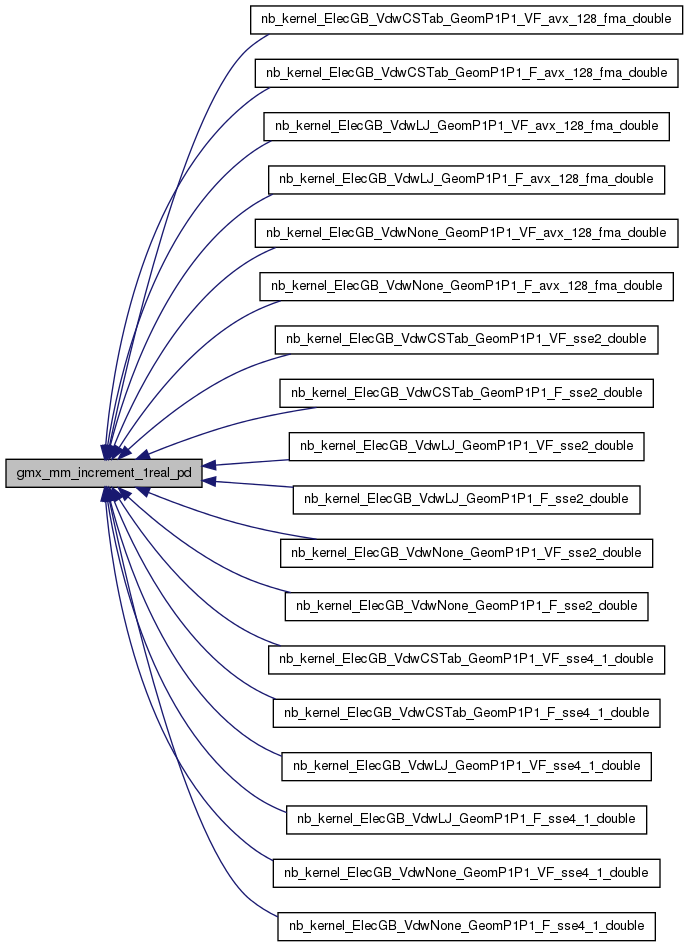 nb_kernel_ElecGB_VdwCSTab_GeomP1P1_VF_avx_128_fma_double
nb_kernel_ElecGB_VdwCSTab_GeomP1P1_F_avx_128_fma_double
nb_kernel_ElecGB_VdwLJ_GeomP1P1_VF_avx_128_fma_double
nb_kernel_ElecGB_VdwLJ_GeomP1P1_F_avx_128_fma_double
nb_kernel_ElecGB_VdwNone_GeomP1P1_VF_avx_128_fma_double
nb_kernel_ElecGB_VdwNone_GeomP1P1_F_avx_128_fma_double
nb_kernel_ElecGB_VdwCSTab_GeomP1P1_VF_sse2_double
nb_kernel_ElecGB_VdwCSTab_GeomP1P1_F_sse2_double
nb_kernel_ElecGB_VdwLJ_GeomP1P1_VF_sse2_double
gmx_mm_increment_1real_pd
nb_kernel_ElecGB_VdwLJ_GeomP1P1_F_sse2_double
nb_kernel_ElecGB_VdwNone_GeomP1P1_VF_sse2_double
nb_kernel_ElecGB_VdwNone_GeomP1P1_F_sse2_double
nb_kernel_ElecGB_VdwCSTab_GeomP1P1_VF_sse4_1_double
nb_kernel_ElecGB_VdwCSTab_GeomP1P1_F_sse4_1_double
nb_kernel_ElecGB_VdwLJ_GeomP1P1_VF_sse4_1_double
nb_kernel_ElecGB_VdwLJ_GeomP1P1_F_sse4_1_double
nb_kernel_ElecGB_VdwNone_GeomP1P1_VF_sse4_1_double
nb_kernel_ElecGB_VdwNone_GeomP1P1_F_sse4_1_double